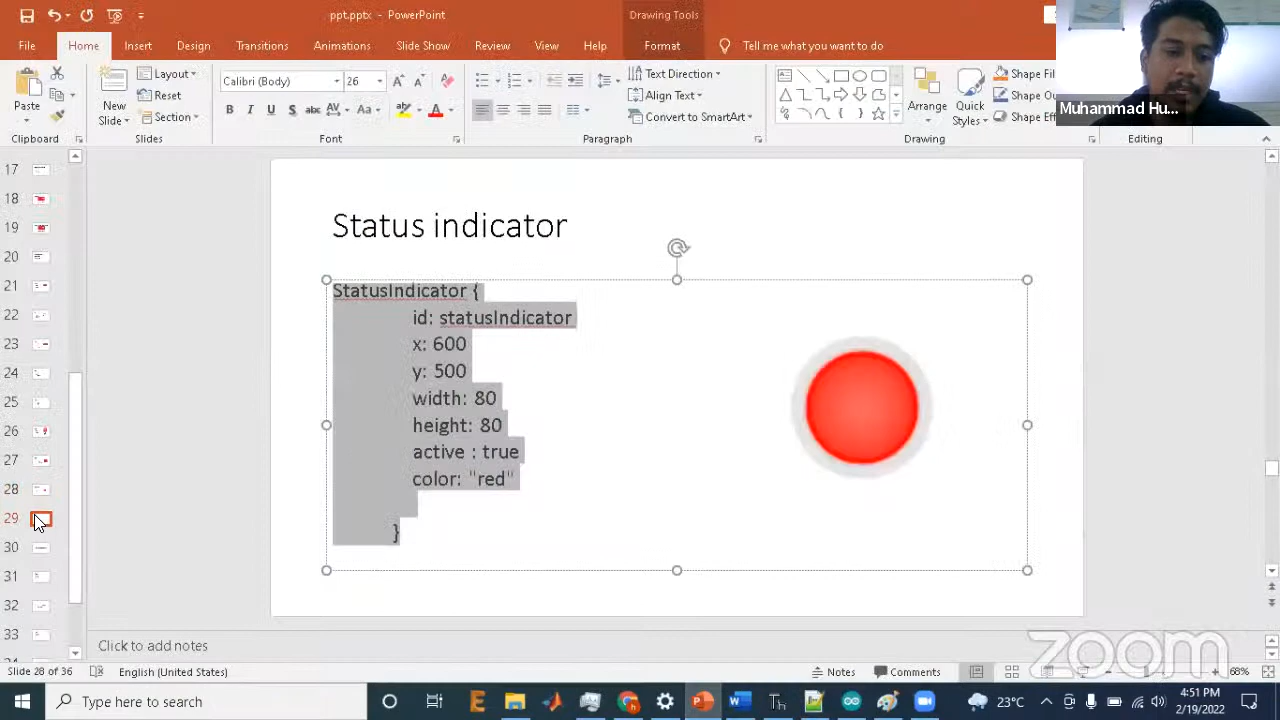 ppt.pptx - PowerPoint
Drawing Tools
File Home Insert Design Transitions Animations Slide Show Review View Help Format Tell me what you want to do
Paste
Clipboard
New Slide
Layout
Reset
Section
Slides
Calibri (Body) 26
B I U S abc AV Aa A
Font
Text Direction
Align Text
Convert to SmartArt
Paragraph
Arrange
Quick Styles
Shape
Shape
Shape
Drawing
Editing
Muhammad Hu...
17
18
19
20
21
22
23
24
25
26
27
28
29
30
31
32
33
Status indicator
StatusIndicator {
id: statusIndicator
x: 600
y: 500
width: 80
height: 80
active : true
color: "red"
}
Click to add notes
zoom
Slide 28 of 36 English (United States) Notes Comments 68%
Type here to search 23°C 4:51 PM
2/19/2022